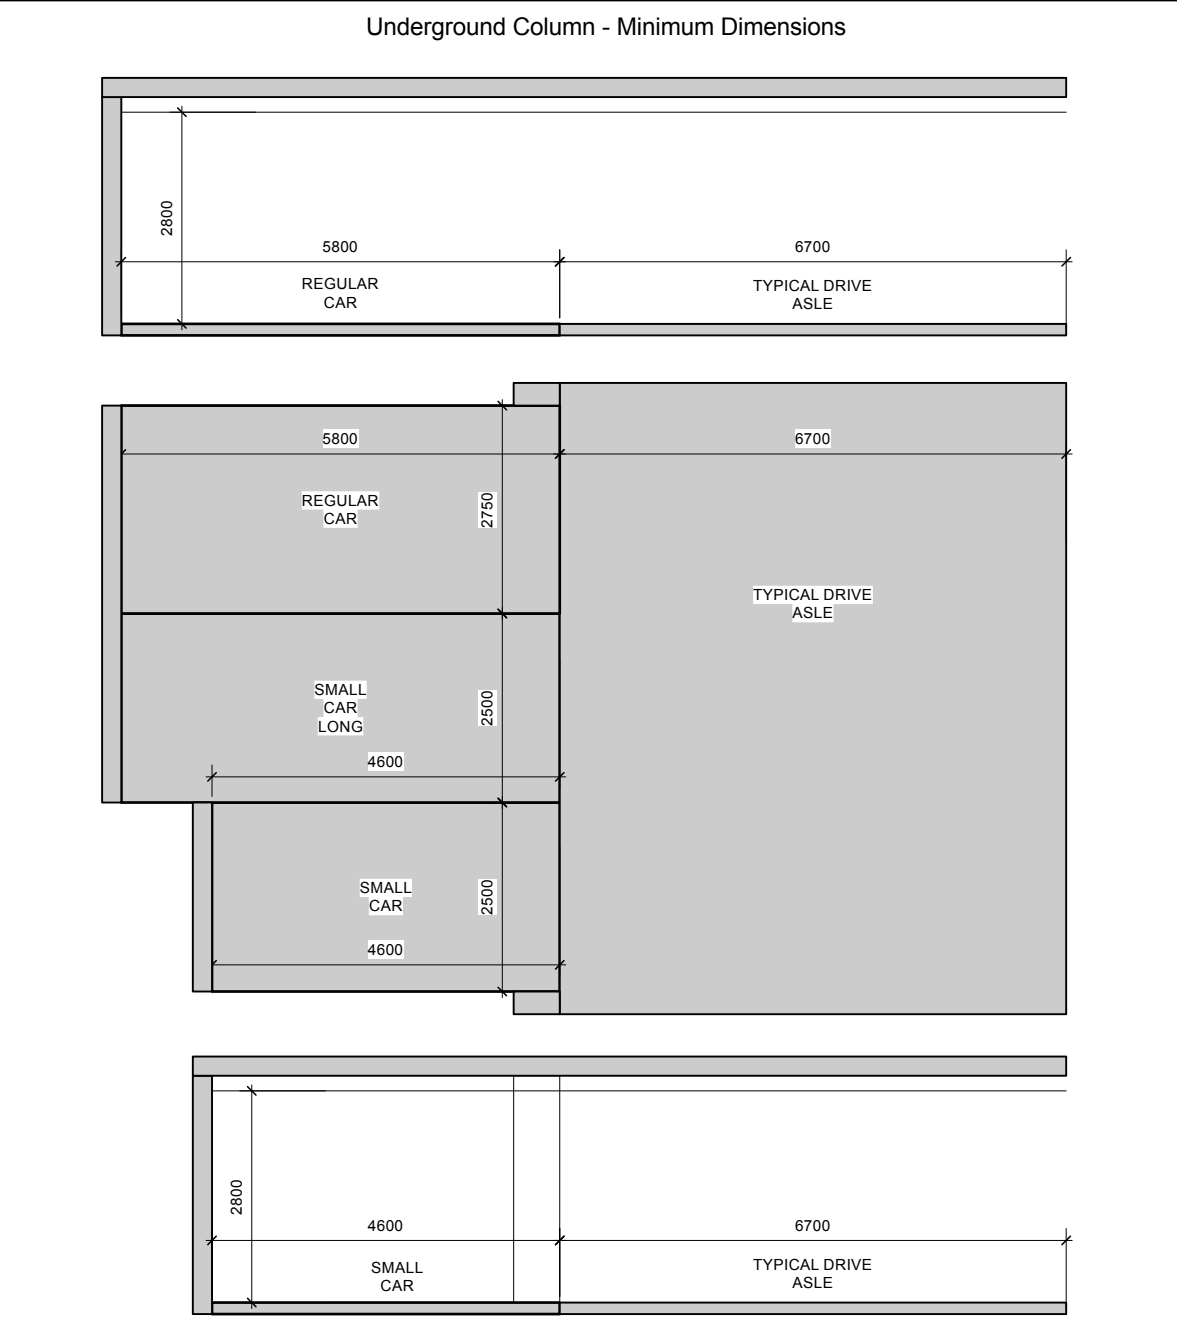 Underground Column - Minimum Dimensions
2800
5800
6700
REGULAR
CAR
TYPICAL DRIVE
ASLE
5800
6700
REGULAR
CAR
2750
TYPICAL DRIVE
ASLE
SMALL
CAR
LONG
2500
4600
SMALL
CAR
2500
4600
2800
4600
6700
SMALL
CAR
TYPICAL DRIVE
ASLE